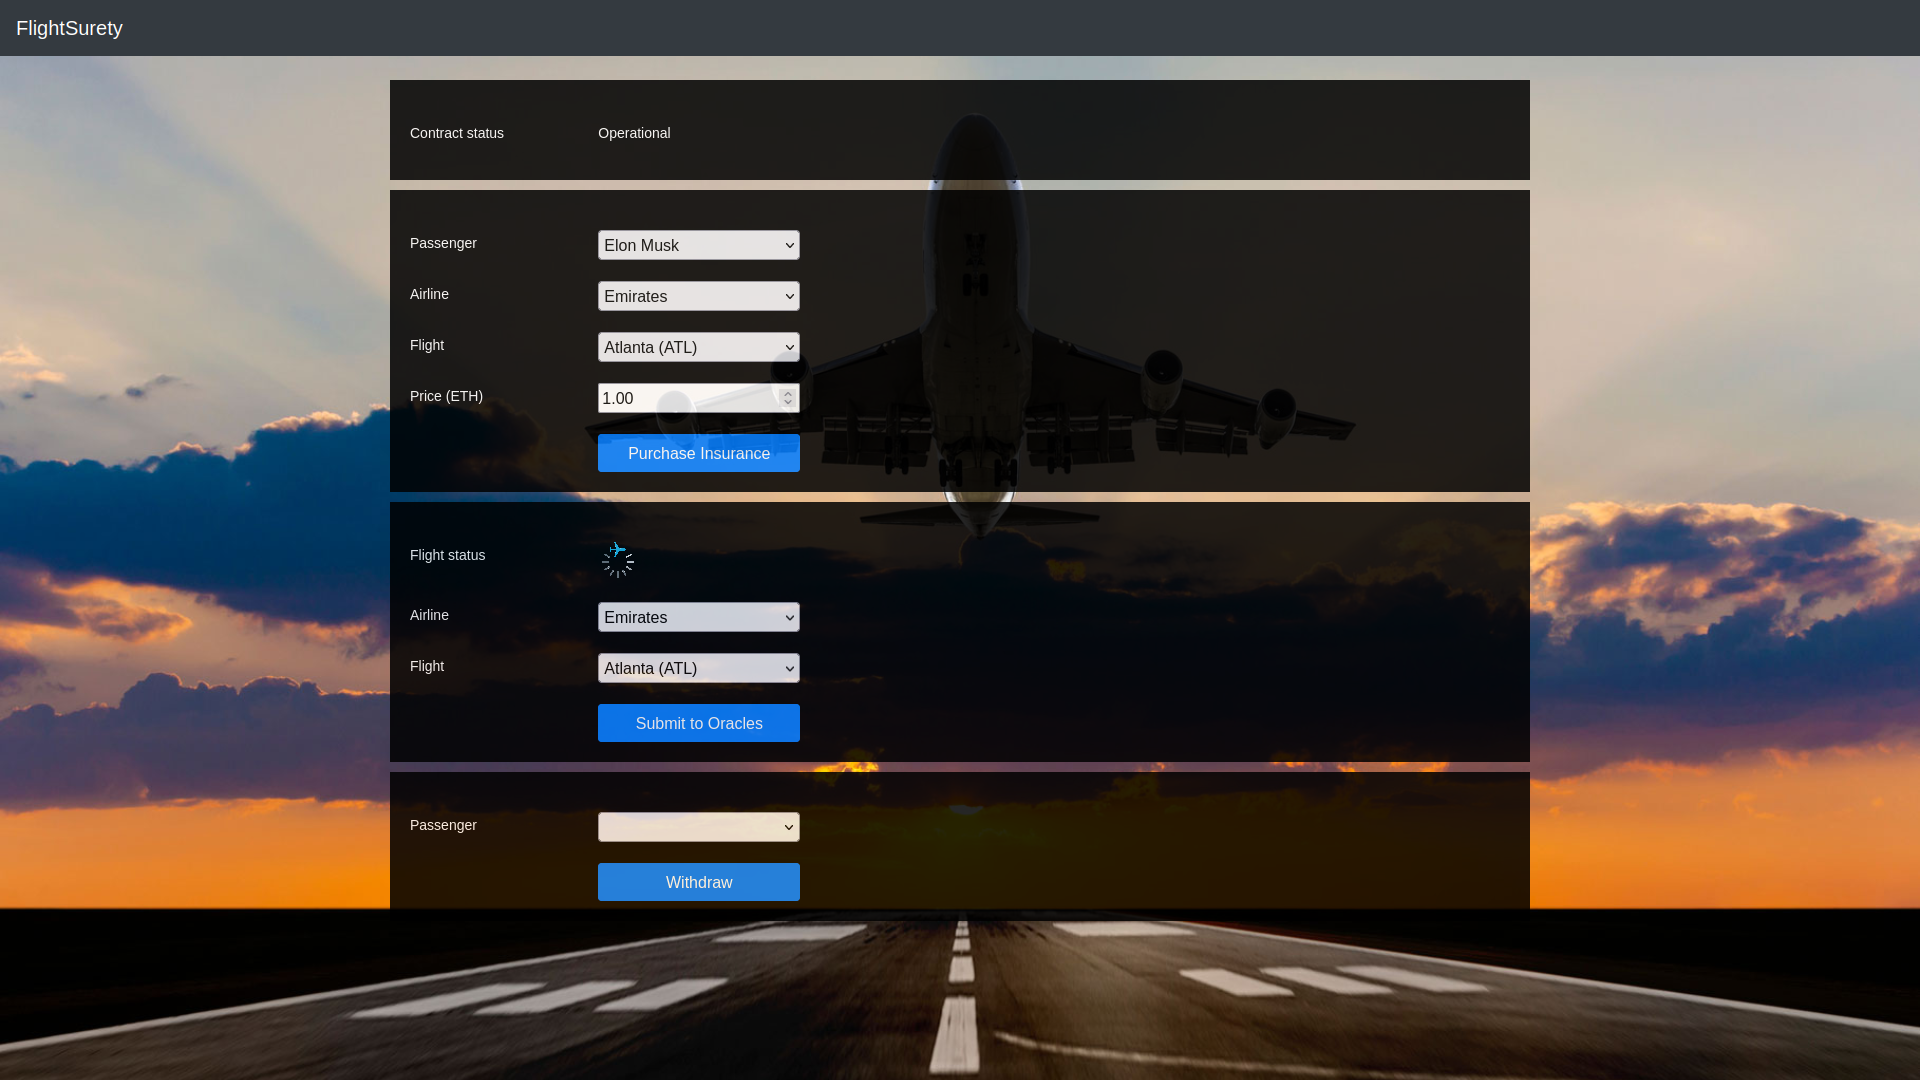 FlightSurety
Contract status Operational
Passenger Elon Musk
Airline Emirates
Flight Atlanta (ATL)
Price (ETH) 1.00
Purchase Insurance
Flight status
Airline Emirates
Flight Atlanta (ATL)
Submit to Oracles
Passenger
Withdraw